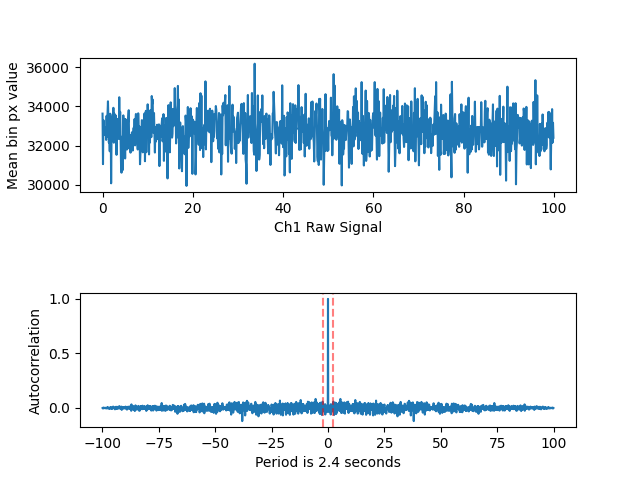 36000
34000
32000
30000
Mean bin px value
0 20 40 60 80 100
Ch1 Raw Signal
1.0
0.5
0.0
Autocorrelation
−100 −75 −50 −25 0 25 50 75 100
Period is 2.4 seconds